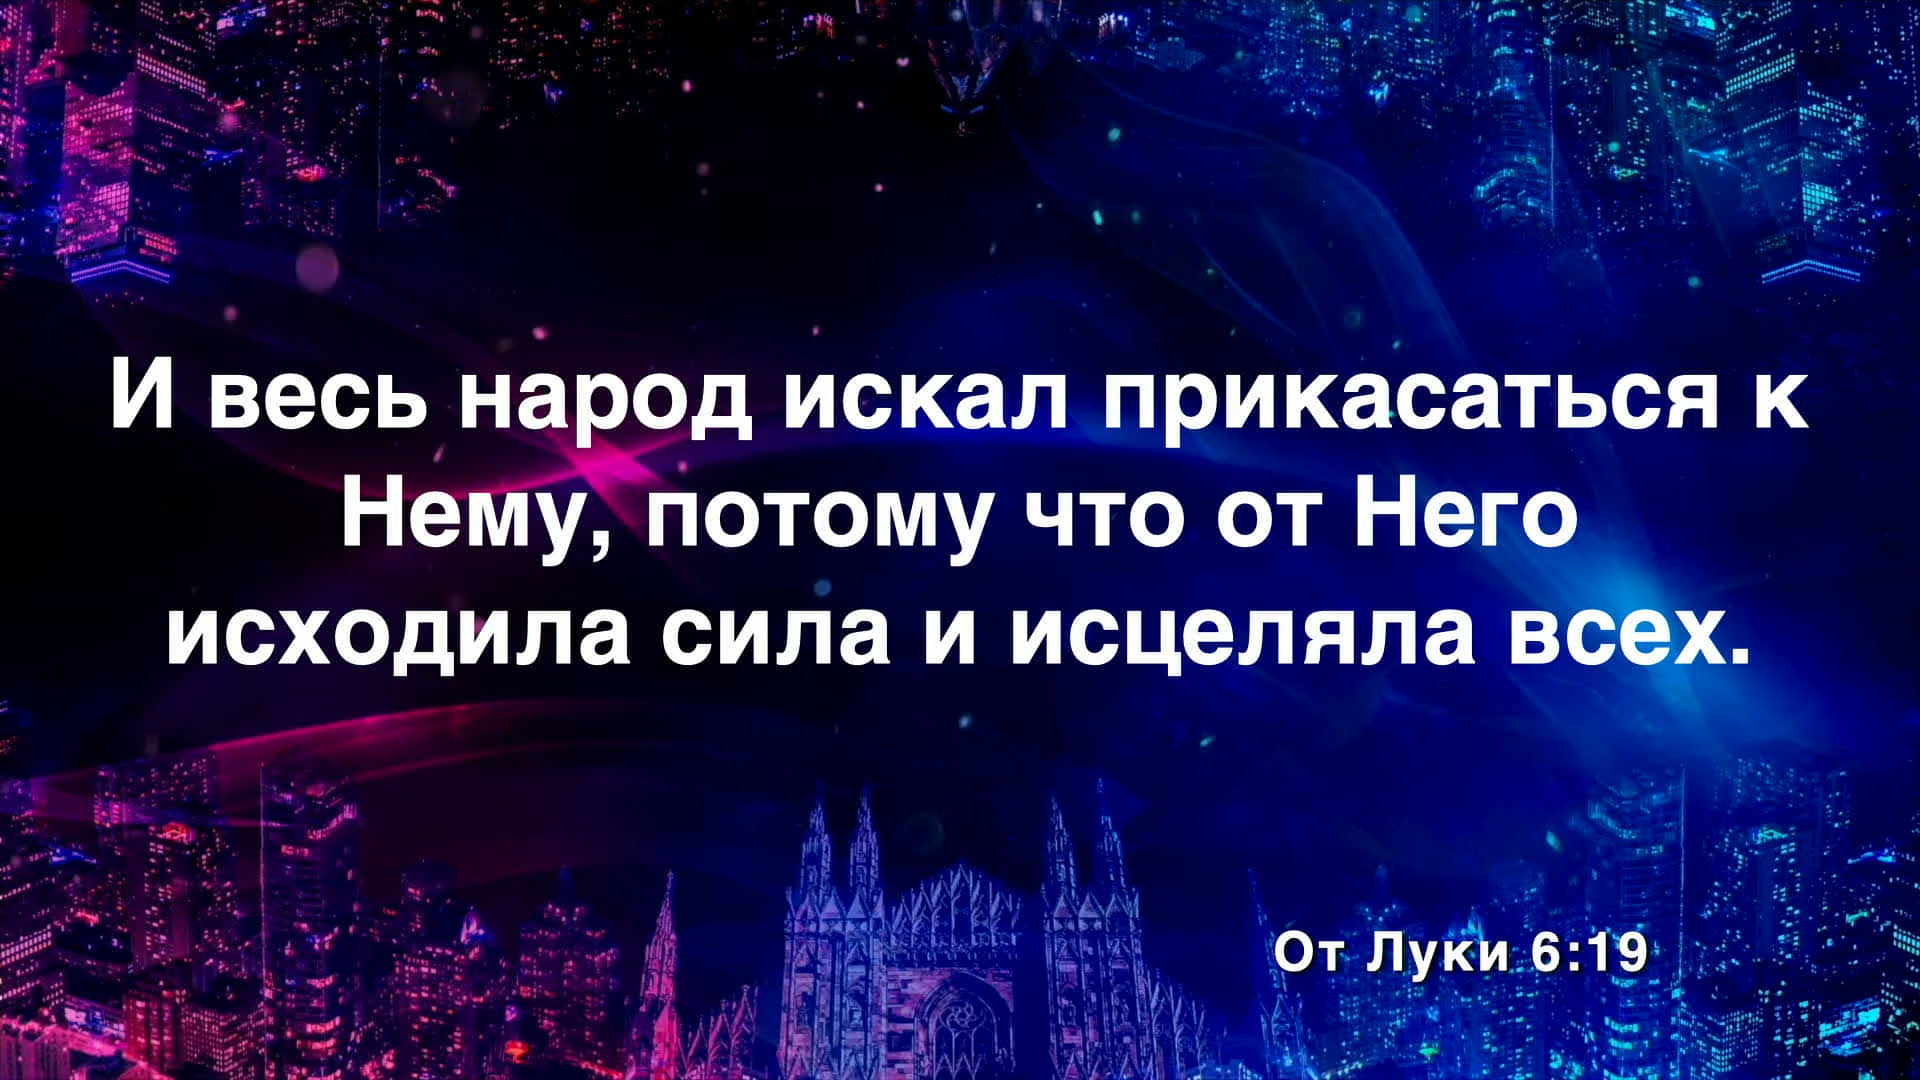 И весь народ искал прикасаться к
Нему, потому что от Него
исходила сила и исцеляла всех.
От Луки 6:19